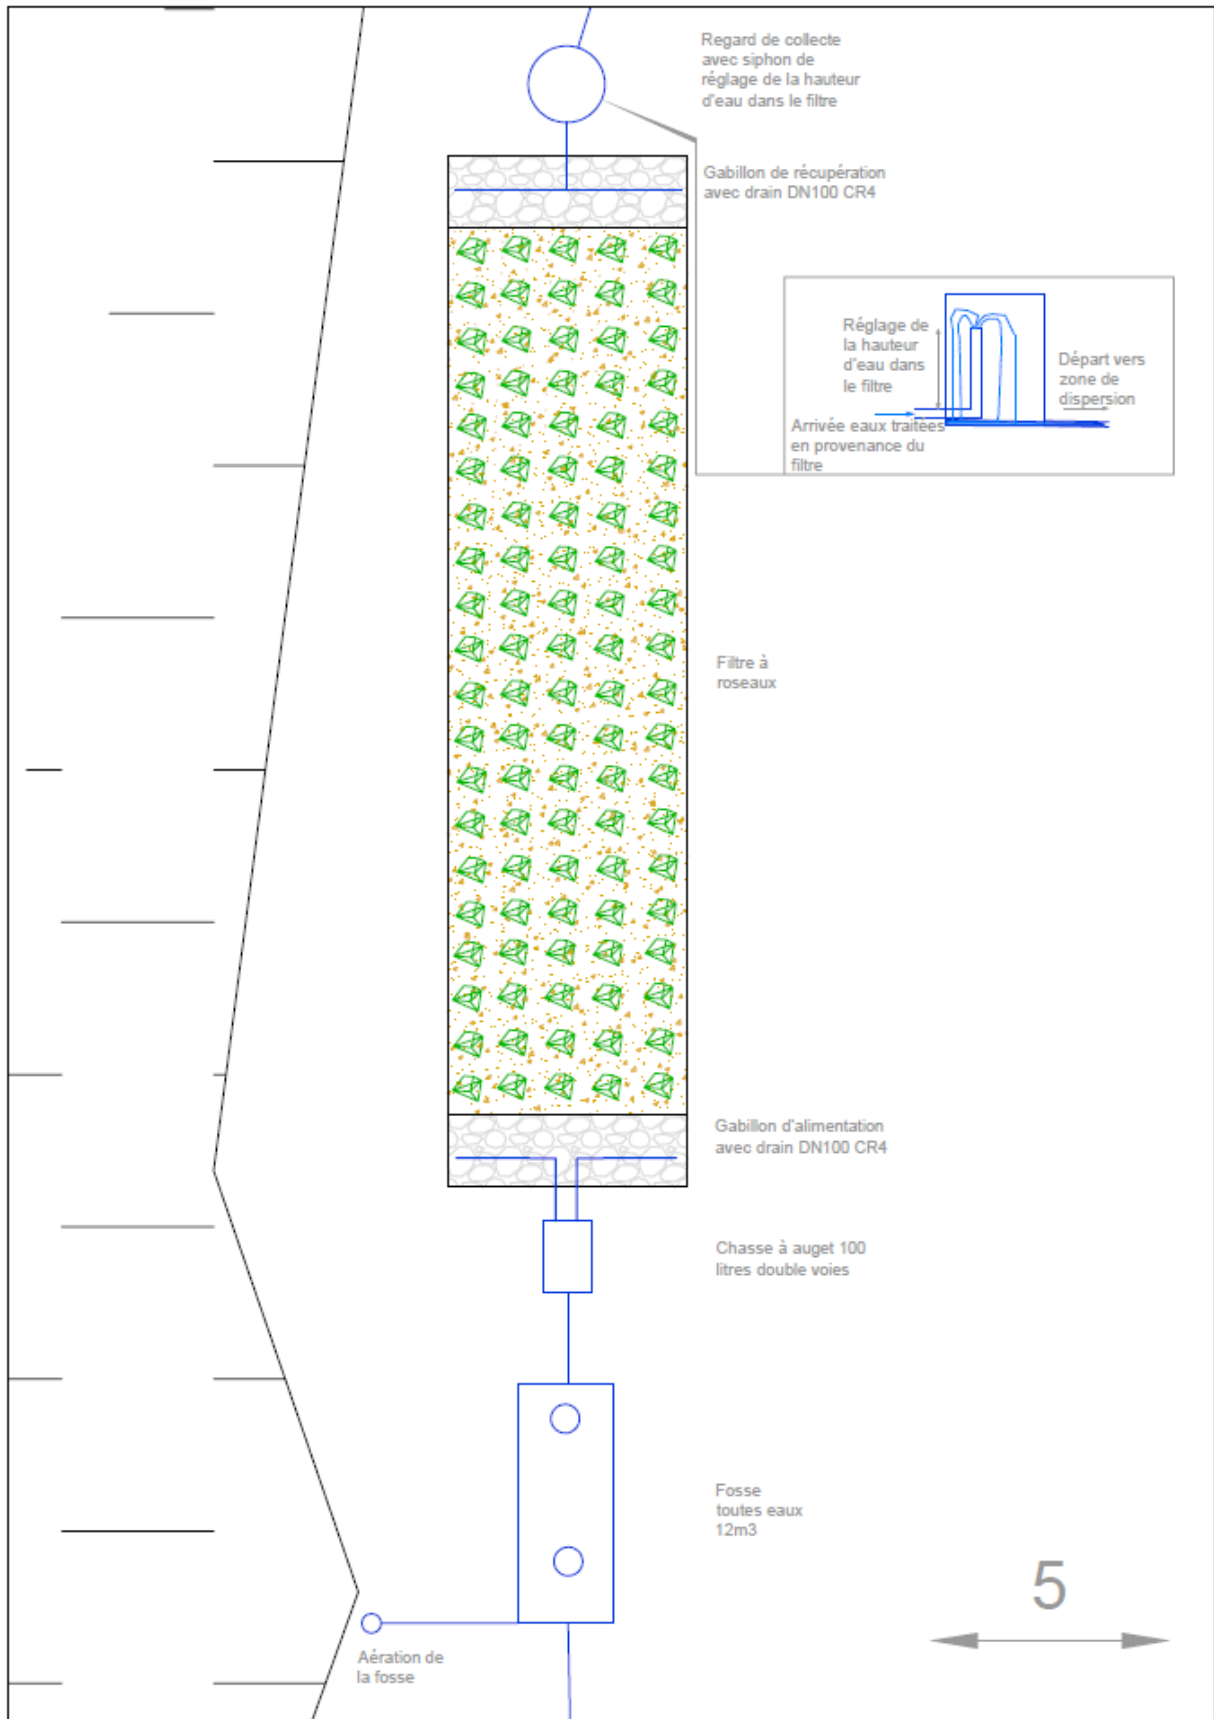 Regard de collecte
avec siphon de
réglage de la hauteur
d'eau dans le filtre
Gabillon de récupération
avec drain DN100 CR4
Réglage de
la hauteur
d'eau dans
le filtre
Départ vers
zone de
dispersion
Arrivée eaux traitées
en provenance du
filtre
Filtre à
roseaux
Gabillon d'alimentation
avec drain DN100 CR4
Chasse à auget 100
litres double voies
Fosse
toutes eaux
12m3
5
Aération de
la fosse